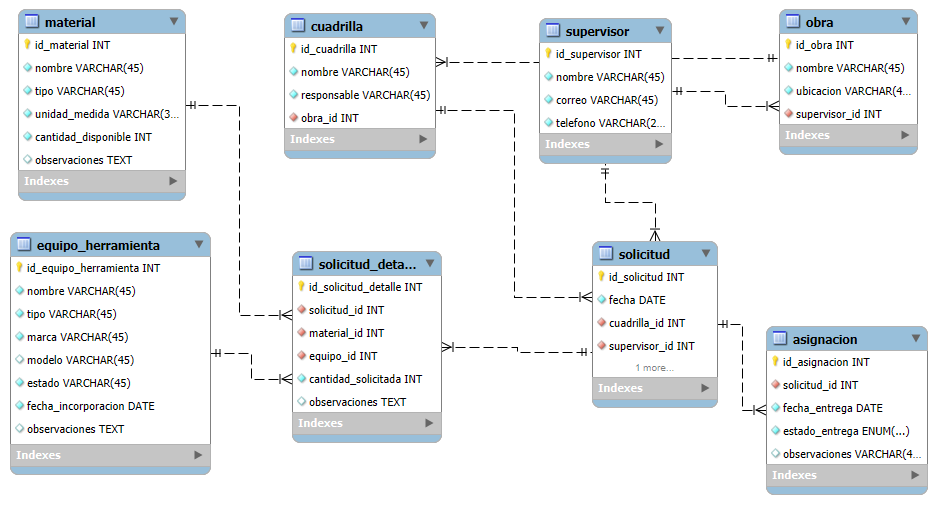 material
id_material INT
nombre VARCHAR(45)
tipo VARCHAR(45)
unidad_medida VARCHAR(3...
cantidad_disponible INT
observaciones TEXT
Indexes
cuadrilla
id_cuadrilla INT
nombre VARCHAR(45)
responsable VARCHAR(45)
obra_id INT
Indexes
supervisor
id_supervisor INT
nombre VARCHAR(45)
correo VARCHAR(45)
telefono VARCHAR(2...
Indexes
obra
id_obra INT
nombre VARCHAR(45)
ubicacion VARCHAR(4...
supervisor_id INT
Indexes
equipo_herramienta
id_equipo_herramienta INT
nombre VARCHAR(45)
tipo VARCHAR(45)
marca VARCHAR(45)
modelo VARCHAR(45)
estado VARCHAR(45)
fecha_incorporacion DATE
observaciones TEXT
Indexes
solicitud_deta...
id_solicitud_detalle INT
solicitud_id INT
material_id INT
equipo_id INT
cantidad_solicitada INT
observaciones TEXT
Indexes
solicitud
id_solicitud INT
fecha DATE
cuadrilla_id INT
supervisor_id INT
1 more...
Indexes
asignacion
id_asignacion INT
solicitud_id INT
fecha_entrega DATE
estado_entrega ENUM(...)
observaciones VARCHAR(4...
Indexes